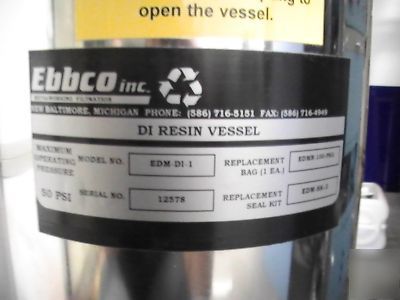 open the vessel.
Ebbco inc.
NEW BALTIMORE, MICHIGAN PHONE: (586) 716-5151 FAX: (586) 716-4949
DI RESIN VESSEL
MAXIMUM OPERATING PRESSURE
50 PSI
MODEL NO. EDM-DI-1
REPLACEMENT BAG (1 EA.)
SERIAL NO. 12578
REPLACEMENT SEAL KIT